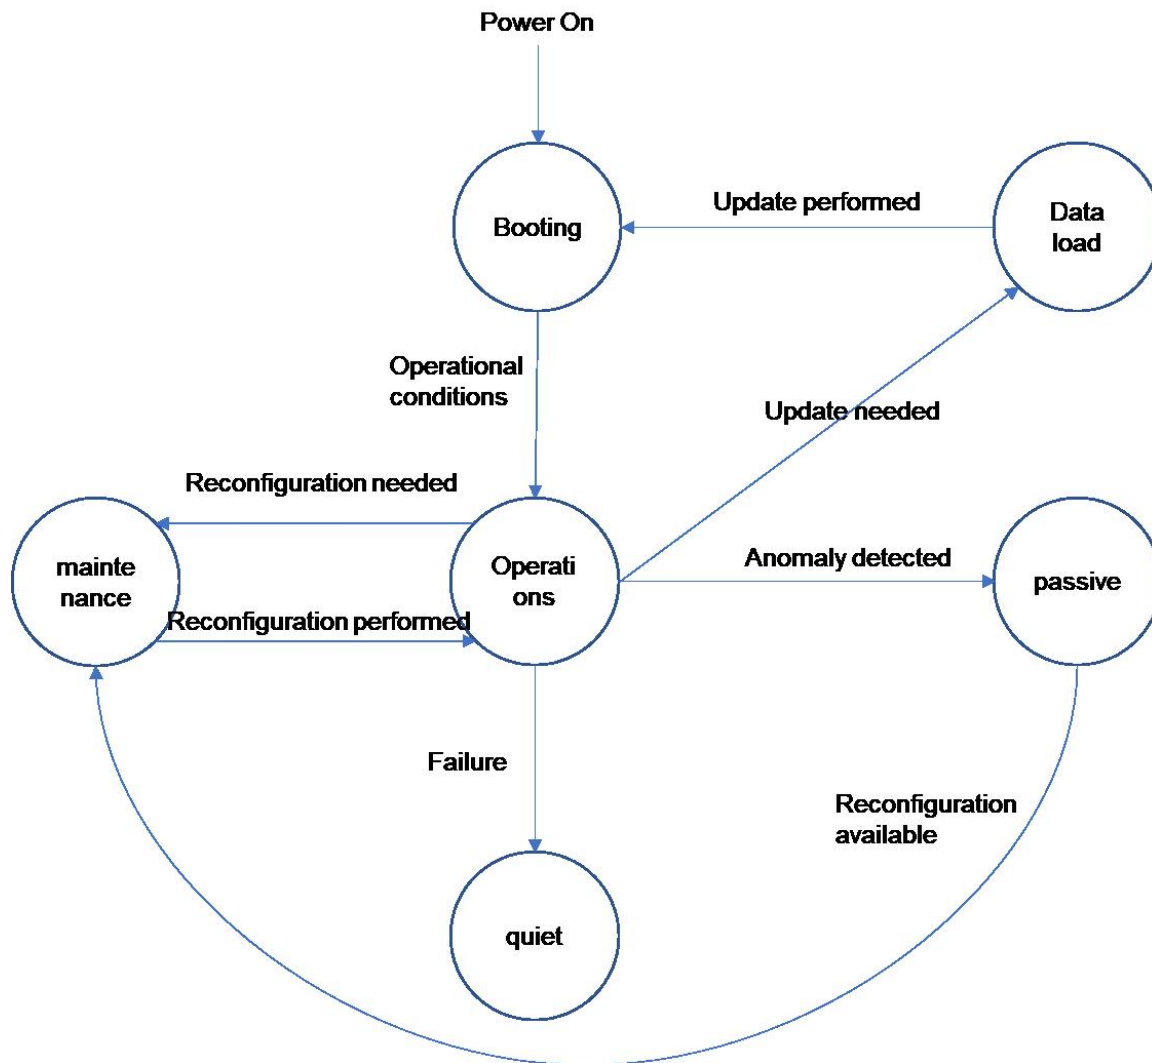 Power On
Booting
Update performed
Data
load
Operational
conditions
Update needed
Reconfiguration needed
mainte
nance
Operati
ons
Anomaly detected
passive
Reconfiguration performed
Failure
Reconfiguration
available
quiet